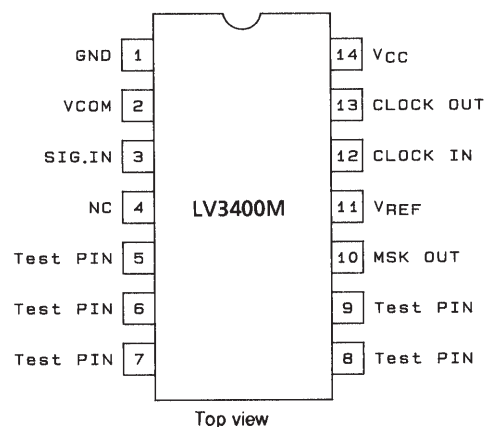 GND 1 14 VCC
VCOM 2 13 CLOCK OUT
SIG.IN 3 12 CLOCK IN
NC 4 LV3400M 11 VREF
Test PIN 5 10 MSK OUT
Test PIN 6 9 Test PIN
Test PIN 7 8 Test PIN
Top view